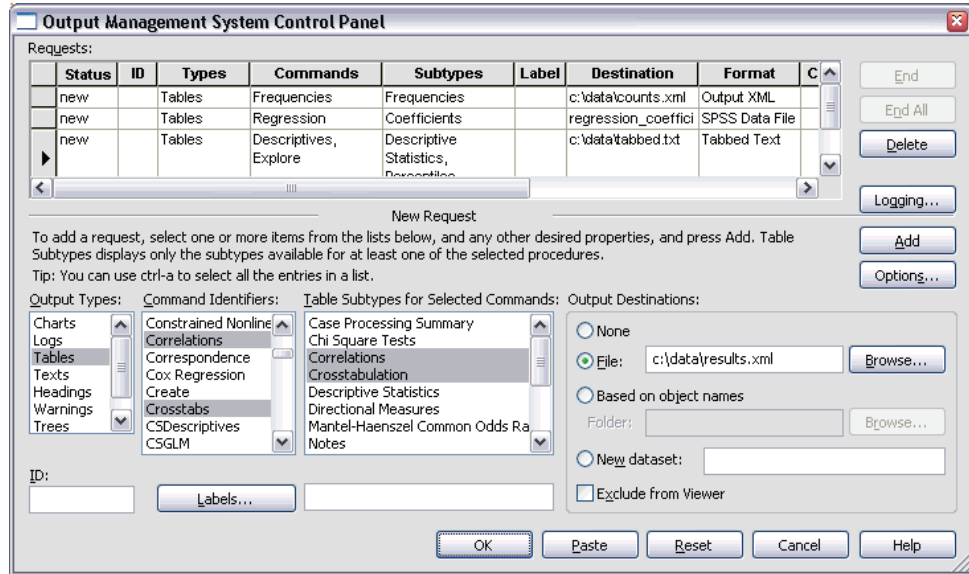 Output Management System Control Panel
Requests:
Status ID Types Commands Subtypes Label Destination Format C
new Tables Frequencies Frequencies c:\data\counts.xml Output XML
new Tables Regression Coefficients regression_coeffici SPSS Data File
new Tables Descriptives, Descriptive c:\data\tabbed.txt Tabbed Text
Explore Statistics,
Percentiles
End
End All
Delete
Logging...
New Request
To add a request, select one or more items from the lists below, and any other desired properties, and press Add. Table
Subtypes displays only the subtypes available for at least one of the selected procedures.
Tip: You can use ctrl-a to select all the entries in a list.
Add
Options...
Output Types: Command Identifiers: Table Subtypes for Selected Commands: Output Destinations:
Charts
Logs
Tables
Texts
Headings
Warnings
Trees
Constrained Nonline
Correlations
Correspondence
Cox Regression
Create
Crosstabs
CSDescriptives
CSGLM
Case Processing Summary
Chi Square Tests
Correlations
Crosstabulation
Descriptive Statistics
Directional Measures
Mantel-Haenszel Common Odds Ra
Notes
None
File: c:\data\results.xml Browse...
Based on object names
Folder: Browse...
New dataset:
Exclude from Viewer
ID:
Labels...
OK Paste Reset Cancel Help